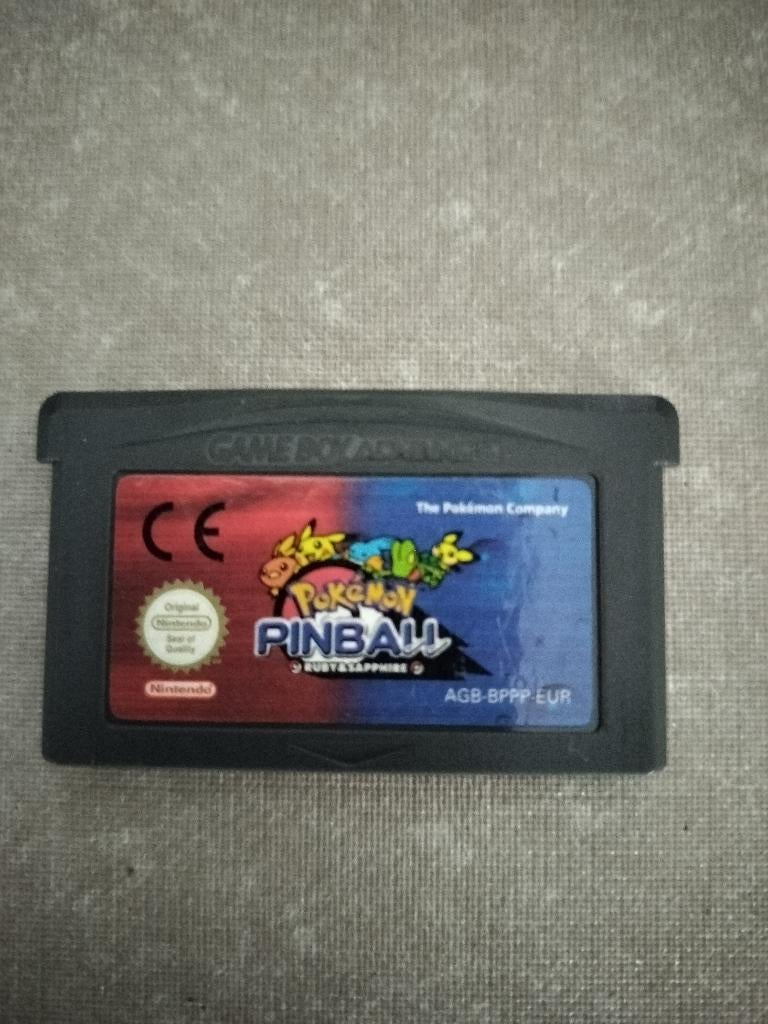 GAME BOY ADVANCE
The Pokémon Company
CE
Original
Nintendo
Seal of
Quality
POKéMON
PINBALL
RUBY & SAPPHIRE
Nintendo
AGB-BPPP-EUR